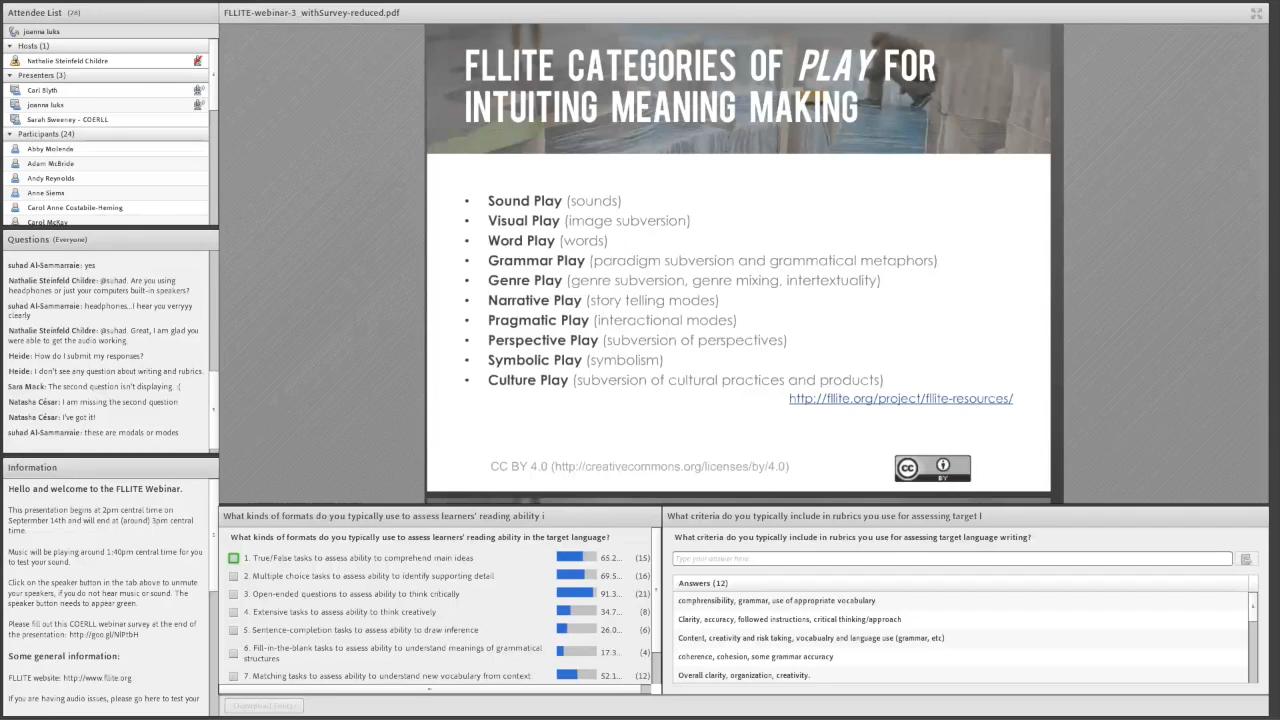 Attendee List (28)
joanna luks
Hosts (1)
Nathalie Steinfeld Childre
Presenters (3)
Carl Blyth
joanna luks
Sarah Sweeney - COERLL
Participants (24)
Abby Molenda
Adam McBride
Andy Reynolds
Anne Siems
Carol Anne Costabile-Heming
Carol McKay
Questions (Everyone)
suhad Al-Sammarraie: yes
Nathalie Steinfeld Childre: @suhad. Are you using
headphones or just your computers built-in speakers?
suhad Al-Sammarraie: headphones...I hear you verryyy
clearly
Nathalie Steinfeld Childre: @suhad. Great, I am glad you
were able to get the audio working.
Heide: How do I submit my responses?
Heide: I don't see any question about writing and rubrics.
Sara Mack: The second question isn't displaying. :(
Natasha César: I am missing the second question
Natasha César: I've got it!
suhad Al-Sammarraie: these are modals or modes
Information
Hello and welcome to the FLLITE Webinar.
This presentation begins at 2pm central time on
September 14th and will end at (around) 3pm central
time.
Music will be playing around 1:40pm central time for you
to test your sound.
Click on the speaker button in the tab above to unmute
your speakers, if you do not hear music or sound. The
speaker button needs to appear green.
Please fill out this COERLL webinar survey at the end of
the presentation: http://goo.gl/NIPtbH
Some general information:
FLLITE website: http://www.fllite.org
If you are having audio issues, please go here to test your
FLLITE-webinar-3_withSurvey-reduced.pdf
FLLITE CATEGORIES OF PLAY FOR
INTUITING MEANING MAKING
• Sound Play (sounds)
• Visual Play (image subversion)
• Word Play (words)
• Grammar Play (paradigm subversion and grammatical metaphors)
• Genre Play (genre subversion, genre mixing, intertextuality)
• Narrative Play (story telling modes)
• Pragmatic Play (interactional modes)
• Perspective Play (subversion of perspectives)
• Symbolic Play (symbolism)
• Culture Play (subversion of cultural practices and products)
http://fllite.org/project/fllite-resources/
CC BY 4.0 (http://creativecommons.org/licenses/by/4.0)
cc
BY
What kinds of formats do you typically use to assess learners' reading ability i
What kinds of formats do you typically use to assess learners' reading ability in the target language?
1. True/False tasks to assess ability to comprehend main ideas 65.2... (15)
2. Multiple choice tasks to assess ability to identify supporting detail 69.5... (16)
3. Open-ended questions to assess ability to think critically 91.3... (21)
4. Extensive tasks to assess ability to think creatively 34.7... (8)
5. Sentence-completion tasks to assess ability to draw inference 26.0... (6)
6. Fill-in-the-blank tasks to assess ability to understand meanings of grammatical
structures 17.3... (4)
7. Matching tasks to assess ability to understand new vocabulary from context 52.1... (12)
What criteria do you typically include in rubrics you use for assessing target l
What criteria do you typically include in rubrics you use for assessing target language writing?
Type your answer here
Answers (12)
comphrensibility, grammar, use of appropriate vocabulary
Clarity, accuracy, followed instructions, critical thinking/approach
Content, creativity and risk taking, vocabualry and language use (grammar, etc)
coherence, cohesion, some grammar accuracy
Overall clarity, organization, creativity.